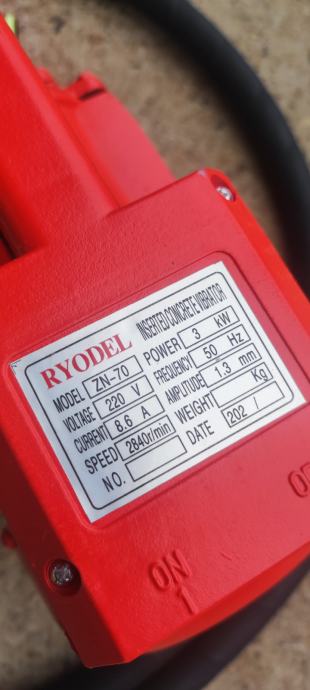 RYODEL INSERTED CONCRETE VIBRATOR
MODEL ZN-70 POWER 3 kW
VOLTAGE 220 V FREQUENCY 50 Hz
CURRENT 8.6 A AMPLITUDE 1.3 mm
SPEED 2840r/min WEIGHT Kg
NO. DATE 202 /
ON
1